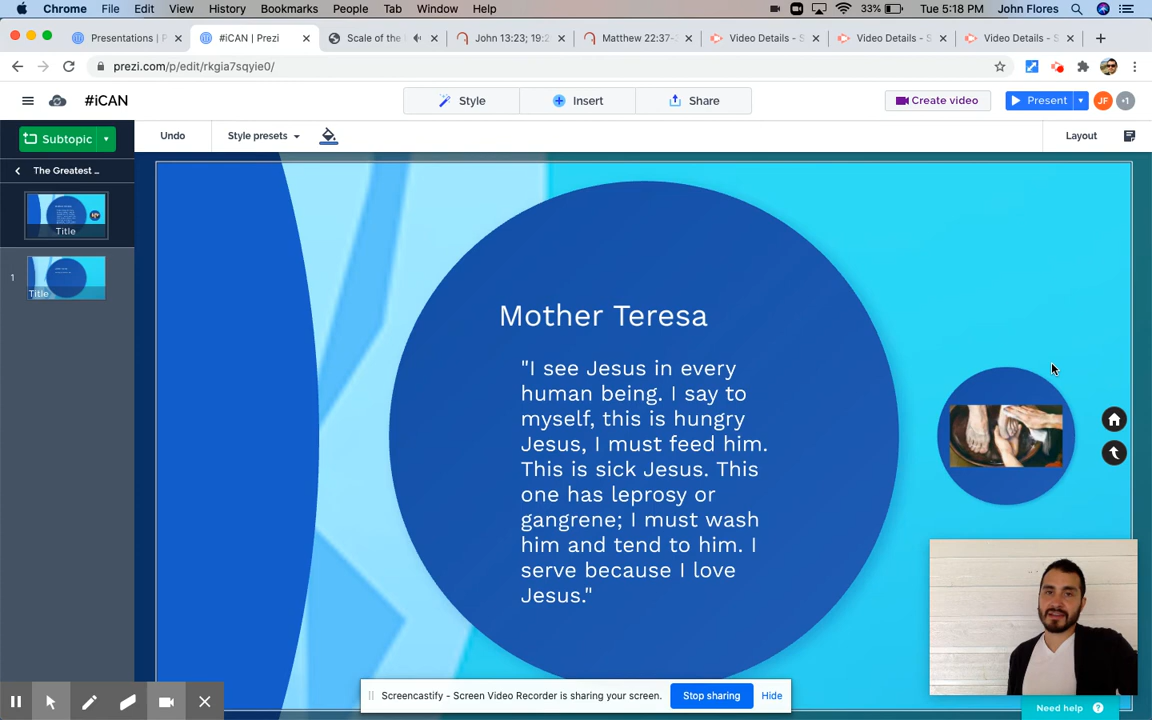 Chrome File Edit View History Bookmarks People Tab Window Help 33% Tue 5:18 PM John Flores
Presentations | P #iCAN | Prezi Scale of the John 13:23; 19:2 Matthew 22:37- Video Details - S Video Details - S Video Details - S
prezi.com/p/edit/rkgia7sqyie0/
#iCAN Style Insert Share Create video Present JF +1
Subtopic Undo Style presets Layout
The Greatest ...
Title
1
Title
Mother Teresa
"I see Jesus in every
human being. I say to
myself, this is hungry
Jesus, I must feed him.
This is sick Jesus. This
one has leprosy or
gangrene; I must wash
him and tend to him. I
serve because I love
Jesus."
Screencastify - Screen Video Recorder is sharing your screen. Stop sharing Hide
Need help ?